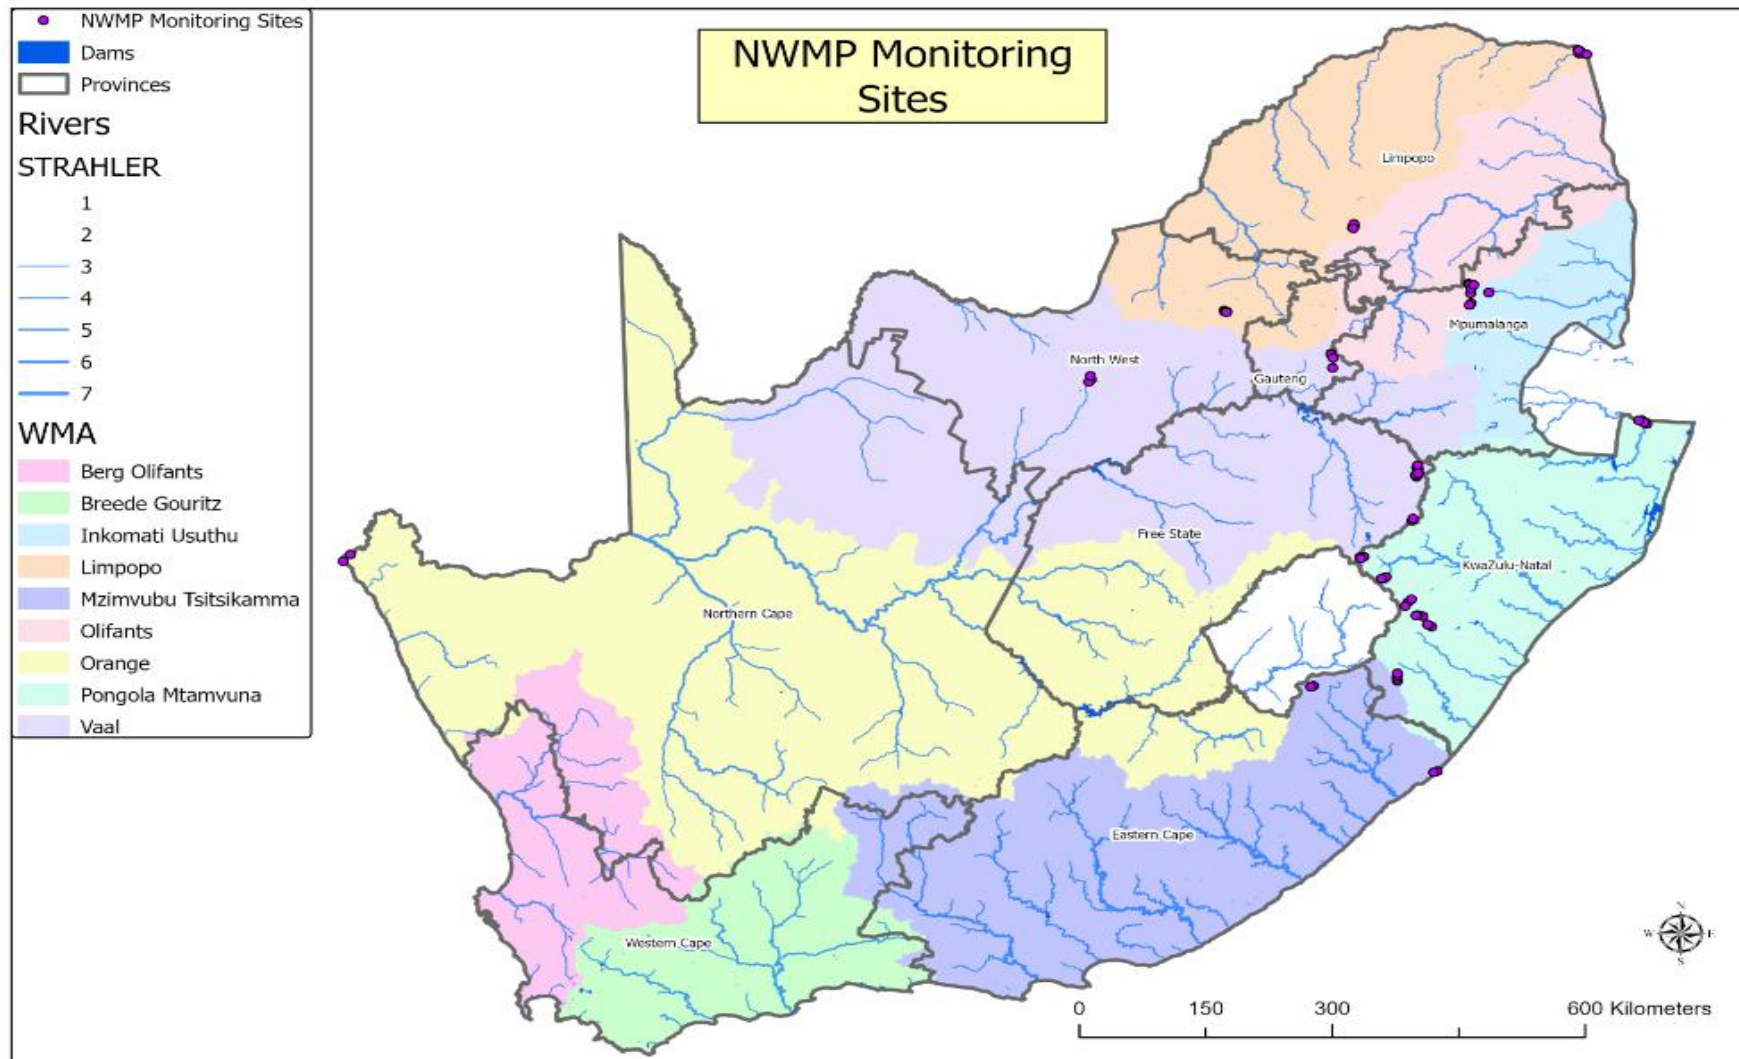 NWMP Monitoring Sites
Dams
Provinces
Rivers
STRAHLER
1
2
3
4
5
6
7
WMA
Berg Olifants
Breede Gouritz
Inkomati Usuthu
Limpopo
Mzimvubu Tsitsikamma
Olifants
Orange
Pongola Mtamvuna
Vaal
NWMP Monitoring
Sites
Limpopo
Mpumalanga
North West
Gauteng
Free State
KwaZulu-Natal
Northern Cape
Eastern Cape
Western Cape
N
W E
S
0 150 300 600 Kilometers